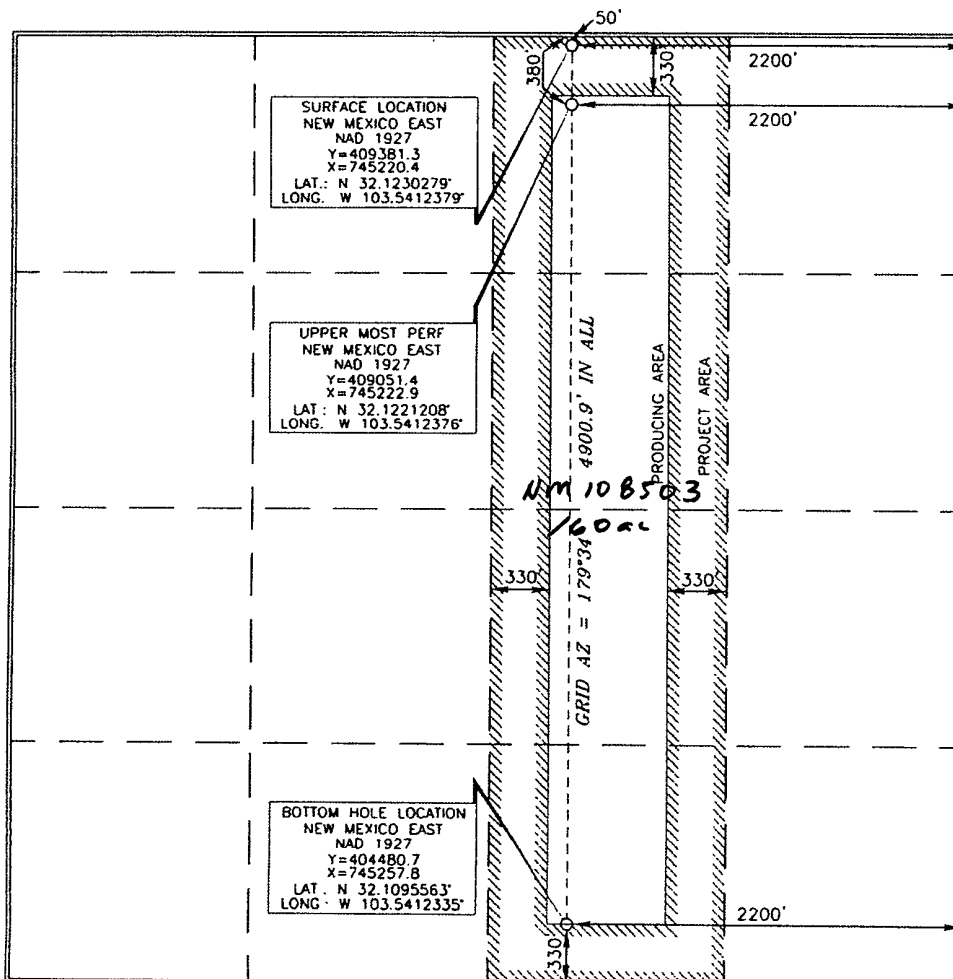 50'
2200'
380'
330'
2200'
SURFACE LOCATION
NEW MEXICO EAST
NAD 1927
Y=409381.3
X=745220.4
LAT.: N 32.1230279°
LONG. W 103.5412379°
UPPER MOST PERF
NEW MEXICO EAST
NAD 1927
Y=409051.4
X=745222.9
LAT.: N 32.1221208°
LONG. W 103.5412376°
GRID AZ = 179°34' 4900.9' IN ALL
PRODUCING AREA
PROJECT AREA
NM 108503
160 ac
330'
330'
BOTTOM HOLE LOCATION
NEW MEXICO EAST
NAD 1927
Y=404480.7
X=745257.8
LAT. N 32.1095563°
LONG. W 103.5412335°
2200'
330'